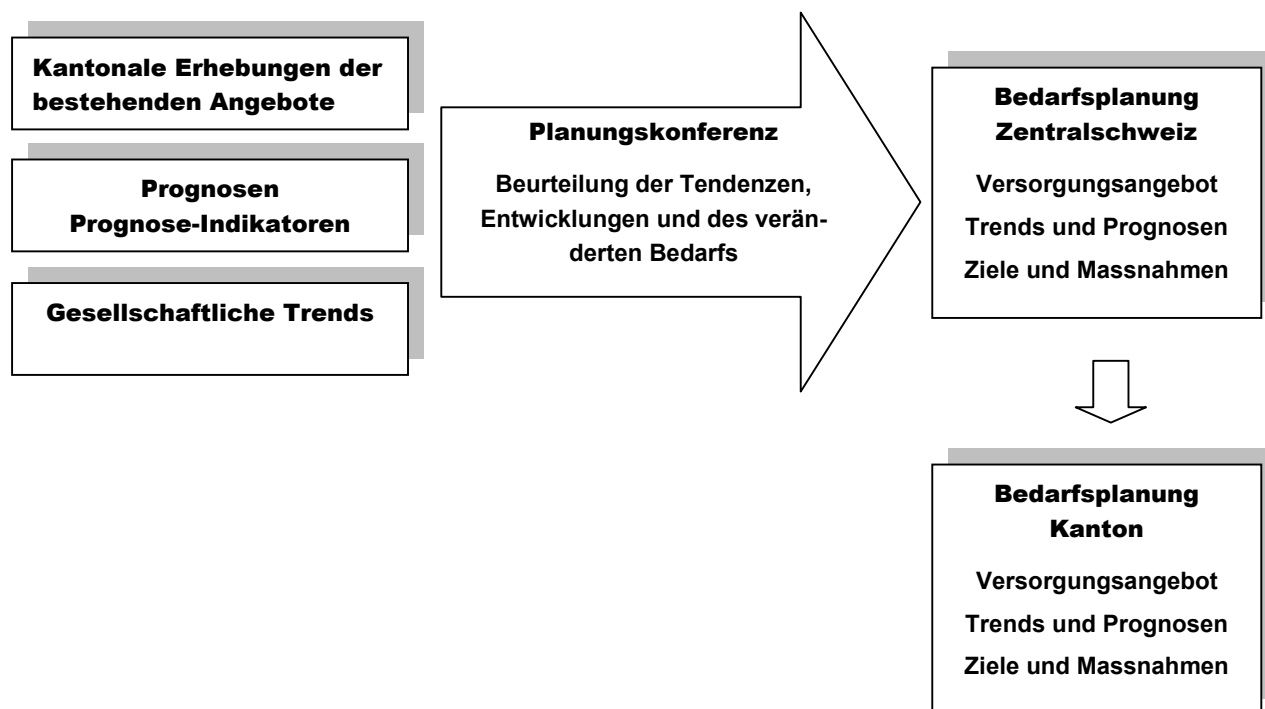 Kantonale Erhebungen der
bestehenden Angebote
Prognosen
Prognose-Indikatoren
Gesellschaftliche Trends
Planungskonferenz
Beurteilung der Tendenzen,
Entwicklungen und des verän-
derten Bedarfs
Bedarfsplanung
Zentralschweiz
Versorgungsangebot
Trends und Prognosen
Ziele und Massnahmen
Bedarfsplanung
Kanton
Versorgungsangebot
Trends und Prognosen
Ziele und Massnahmen